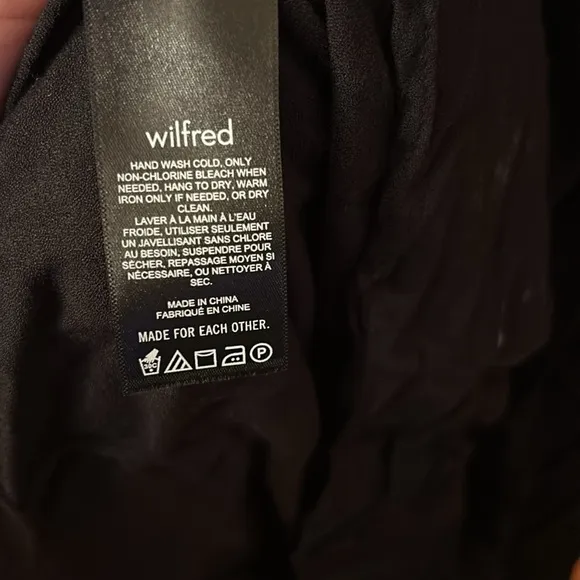 wilfred
HAND WASH COLD, ONLY
NON-CHLORINE BLEACH WHEN
NEEDED, HANG TO DRY, WARM
IRON ONLY IF NEEDED, OR DRY
CLEAN.
LAVER À LA MAIN À L'EAU
FROIDE, UTILISER SEULEMENT
UN JAVELLISANT SANS CHLORE
AU BESOIN, SUSPENDRE POUR
SÉCHER, REPASSAGE MOYEN SI
NÉCESSAIRE, OU NETTOYER À
SEC.
MADE IN CHINA
FABRIQUÉ EN CHINE
MADE FOR EACH OTHER.
30C P